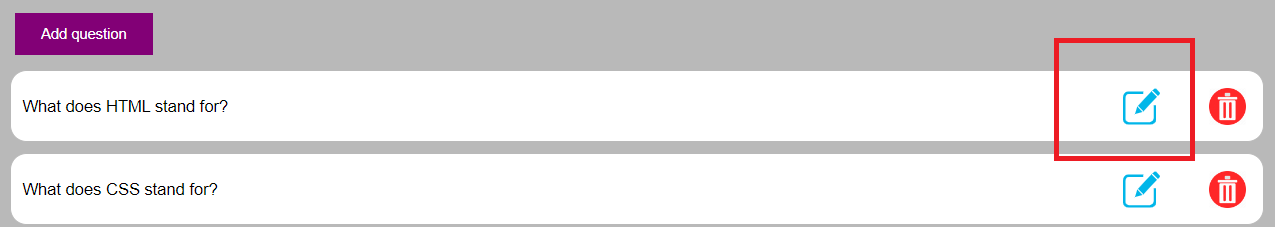 Add question
What does HTML stand for?
What does CSS stand for?